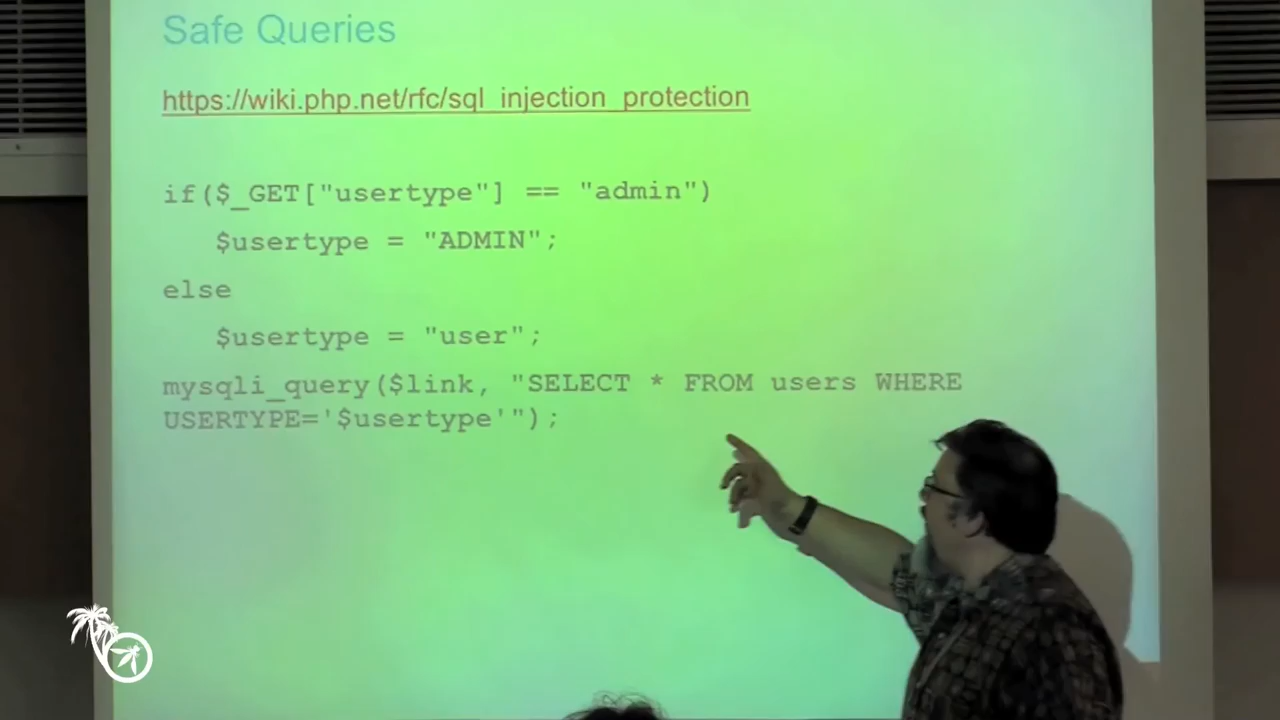 Safe Queries
https://wiki.php.net/rfc/sql_injection_protection
if($_GET["usertype"] == "admin")
$usertype = "ADMIN";
else
$usertype = "user";
mysqli_query($link, "SELECT * FROM users WHERE
USERTYPE='$usertype'");